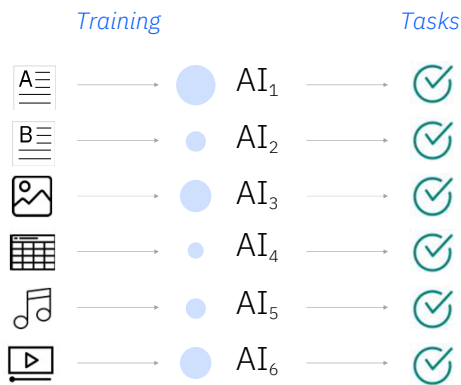 Training Tasks
A AI₁
B AI₂
AI₃
AI₄
AI₅
AI₆